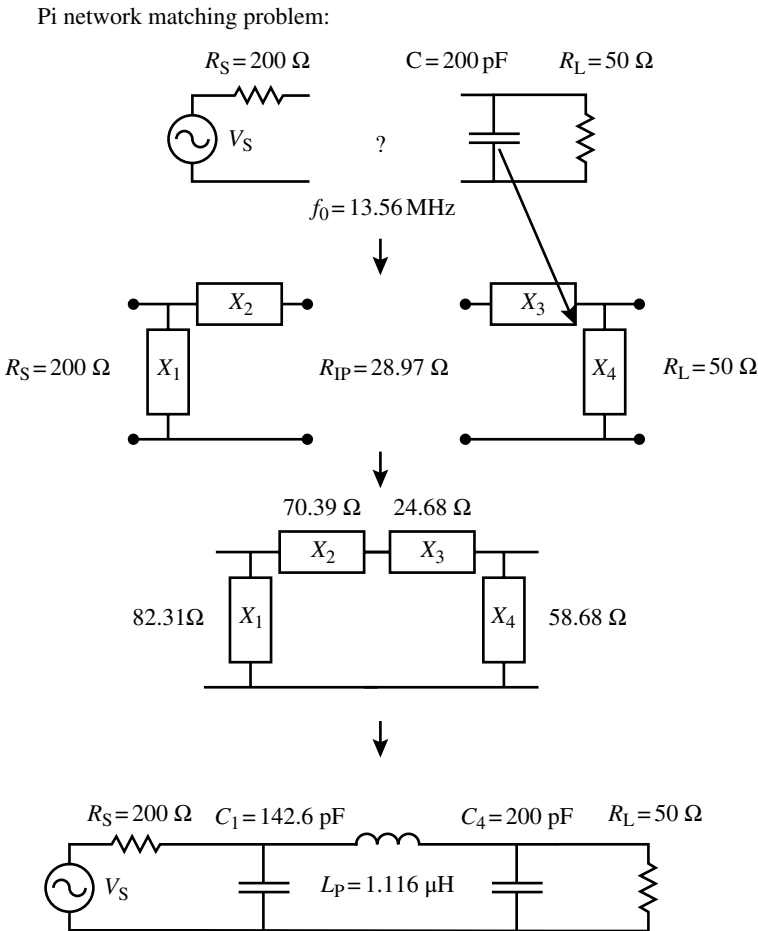 Pi network matching problem:
R_S = 200 Ω C = 200 pF R_L = 50 Ω
V_S ?
f_0 = 13.56 MHz
X_2 X_3
R_S = 200 Ω X_1 R_IP = 28.97 Ω X_4 R_L = 50 Ω
70.39 Ω 24.68 Ω
X_2 X_3
82.31Ω X_1 X_4 58.68 Ω
R_S = 200 Ω C_1 = 142.6 pF C_4 = 200 pF R_L = 50 Ω
V_S L_P = 1.116 μH